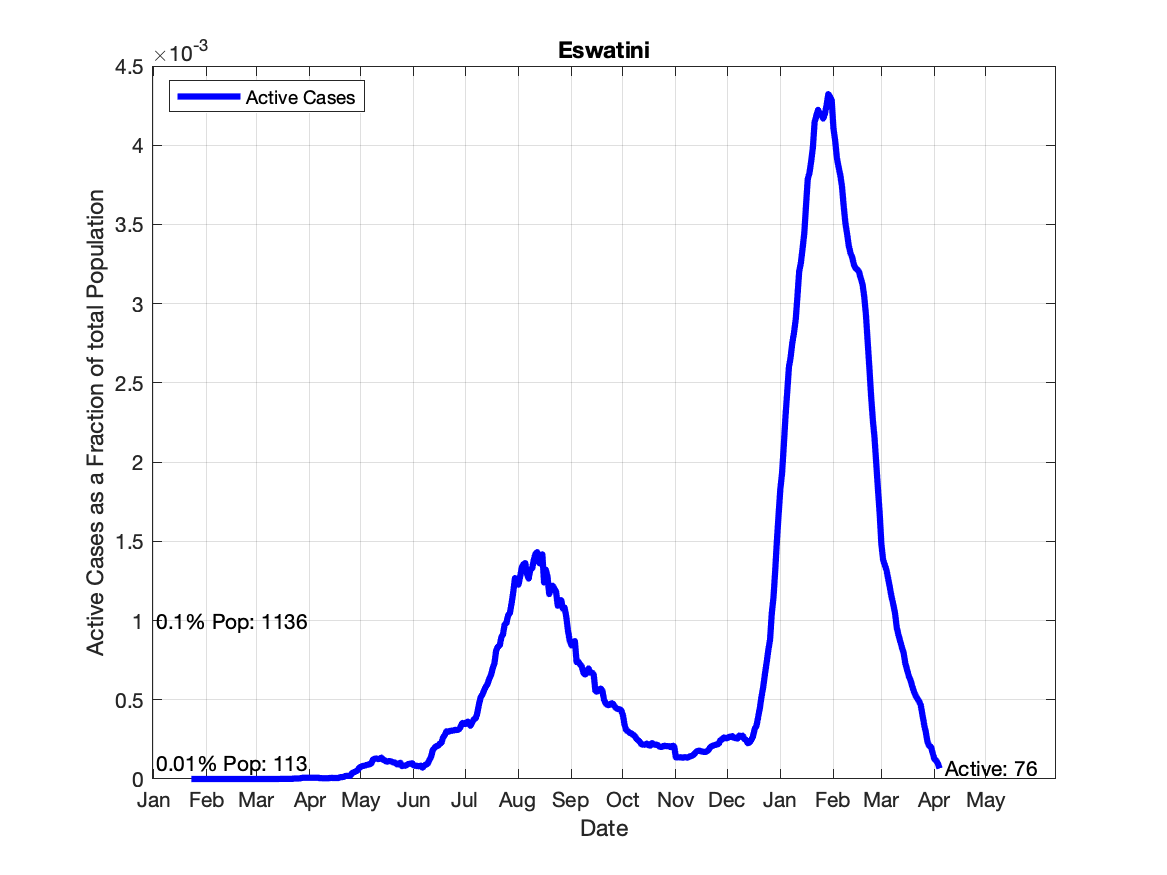 Eswatini
×10-3
4.5
4
3.5
3
2.5
2
1.5
1
0.5
0
Active Cases
Active Cases as a Fraction of total Population
0.1% Pop: 1136
0.01% Pop: 113
Active: 76
Jan Feb Mar Apr May Jun Jul Aug Sep Oct Nov Dec Jan Feb Mar Apr May
Date